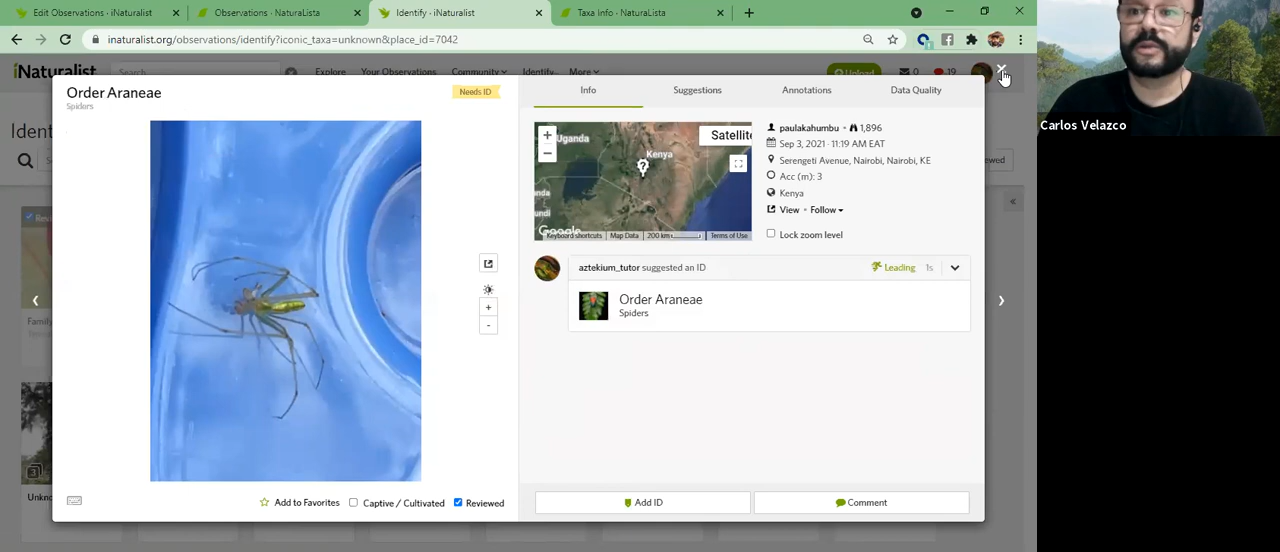 Edit Observations · iNaturalist
Observations · NaturaLista
Identify · iNaturalist
Taxa Info · NaturaLista
inaturalist.org/observations/identify?iconic_taxa=unknown&place_id=7042
iNaturalist
Search
Explore
Your Observations
Community
Identify
More
Upload
0
19
Order Araneae
Spiders
Needs ID
Info
Suggestions
Annotations
Data Quality
Satellite
Uganda
Kenya
Google
Keyboard shortcuts
Map Data
200 km
Terms of Use
paulakahumbu • 1,896
Sep 3, 2021 · 11:19 AM EAT
Serengeti Avenue, Nairobi, Nairobi, KE
Acc (m): 3
Kenya
View • Follow
Lock zoom level
aztekium_tutor suggested an ID
Leading 1s
Order Araneae
Spiders
Add to Favorites
Captive / Cultivated
Reviewed
Add ID
Comment
Carlos Velazco